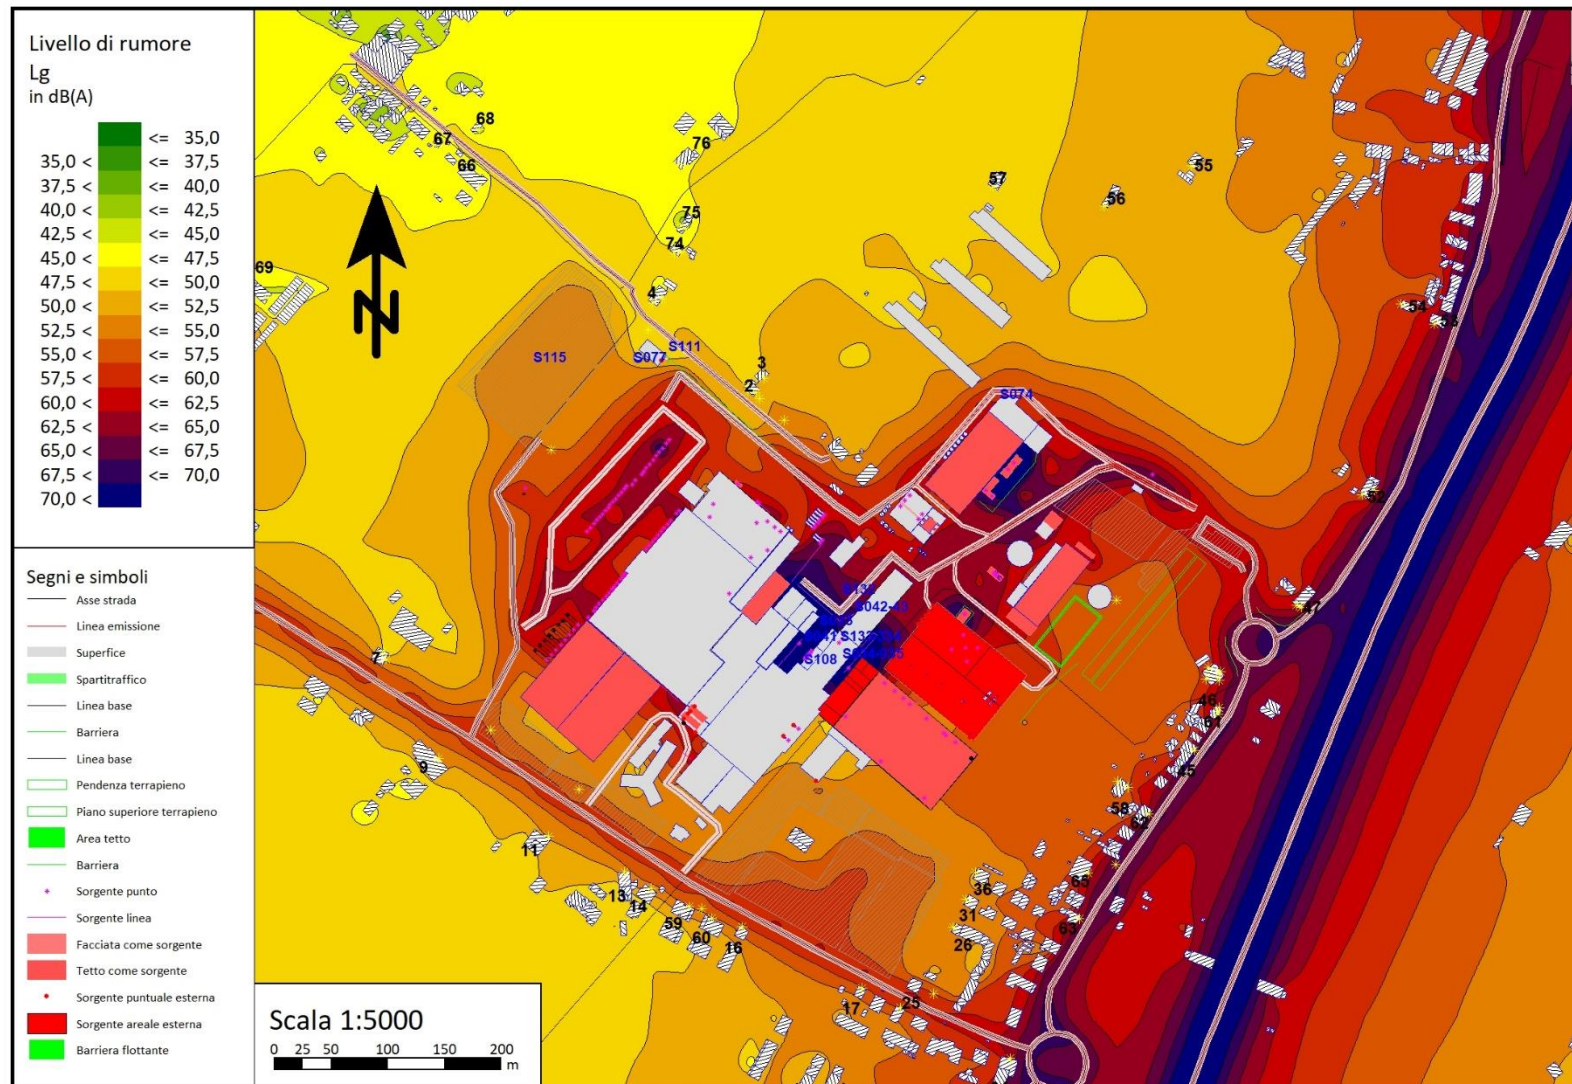 Livello di rumore
Lg
in dB(A)
<= 35,0
35,0 < <= 37,5
37,5 < <= 40,0
40,0 < <= 42,5
42,5 < <= 45,0
45,0 < <= 47,5
47,5 < <= 50,0
50,0 < <= 52,5
52,5 < <= 55,0
55,0 < <= 57,5
57,5 < <= 60,0
60,0 < <= 62,5
62,5 < <= 65,0
65,0 < <= 67,5
67,5 < <= 70,0
70,0 <
Segni e simboli
Asse strada
Linea emissione
Superfice
Spartitraffico
Linea base
Barriera
Linea base
Pendenza terrapieno
Piano superiore terrapieno
Area tetto
Barriera
Sorgente punto
Sorgente linea
Facciata come sorgente
Tetto come sorgente
Sorgente puntuale esterna
Sorgente areale esterna
Barriera flottante
N
68
67
66
76
75
74
69
4
57
56
55
54
S115
S077
S111
3
2
S074
52
47
S042-43
S108
7
9
46
45
58
11
13
14
59
60
16
36
31
26
65
63
17
25
Scala 1:5000
0 25 50 100 150 200
m